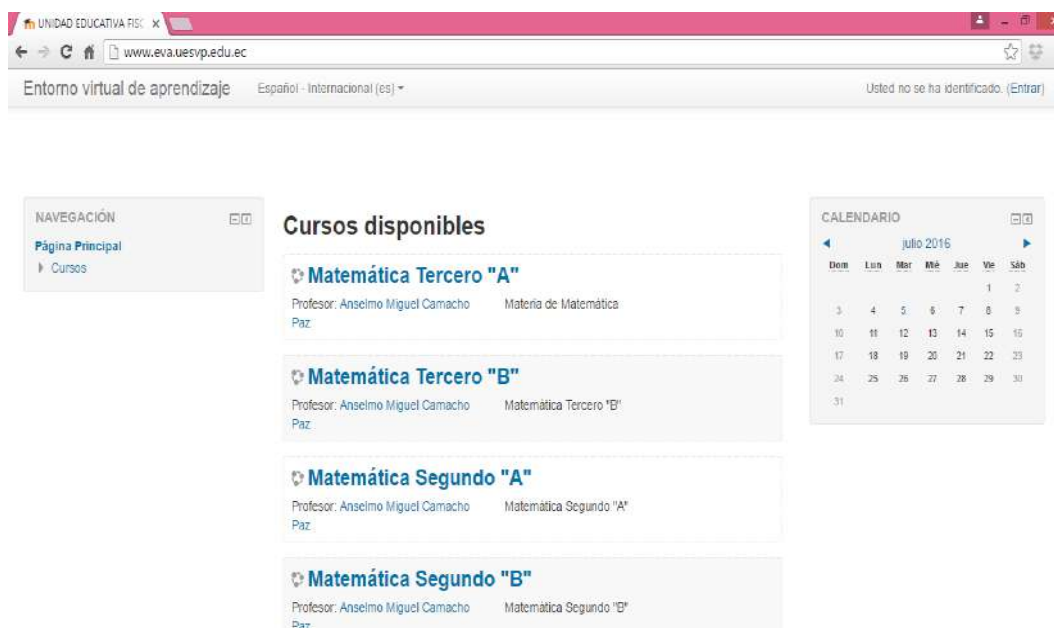 UNIDAD EDUCATIVA FISC
www.eva.uesvp.edu.ec
Entorno virtual de aprendizaje Español - Internacional (es)
Usted no se ha identificado. (Entrar)
NAVEGACIÓN
Página Principal
Cursos
Cursos disponibles
Matemática Tercero "A"
Profesor: Anselmo Miguel Camacho Materia de Matemática
Paz
Matemática Tercero "B"
Profesor: Anselmo Miguel Camacho Matemática Tercero "B"
Paz
Matemática Segundo "A"
Profesor: Anselmo Miguel Camacho Matemática Segundo "A"
Paz
Matemática Segundo "B"
Profesor: Anselmo Miguel Camacho Matemática Segundo "B"
Paz
CALENDARIO
julio 2016
Dom Lun Mar Mié Jue Vie Sáb
1 2
3 4 5 6 7 8 9
10 11 12 13 14 15 16
17 18 19 20 21 22 23
24 25 26 27 28 29 30
31